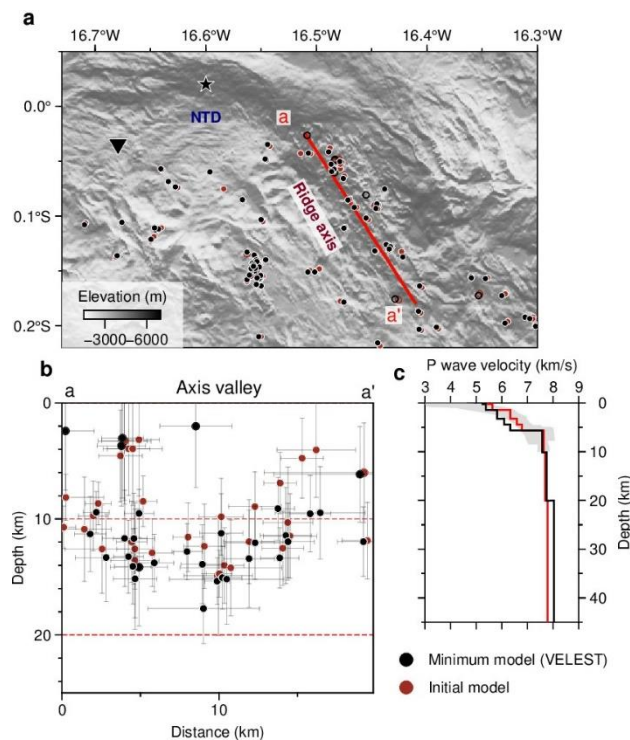 a
16.7° 16.6° 16.5° 16.4° 16.3°
0.0°
0.1°S
0.2°S
NTD
a
Ridge axis
a'
Elevation (m)
−3000−6000
b
a Axis valley a'
0
10
20
Depth (km)
0 10
Distance (km)
c
P wave velocity (km/s)
3 4 5 6 7 8 9
0
10
20
30
40
Depth (km)
Minimum model (VELEST)
Initial model